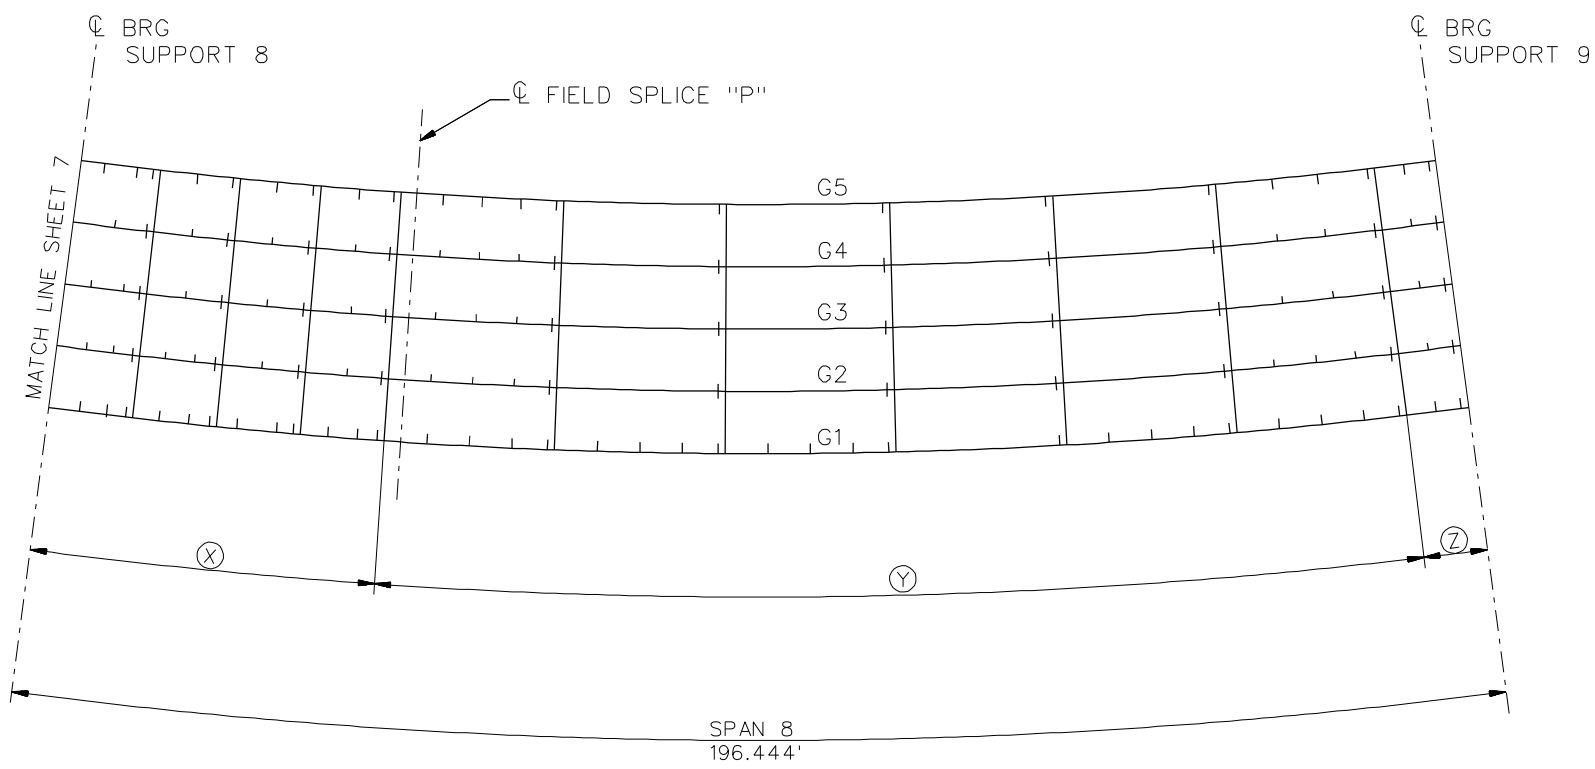 ℄ BRG
SUPPORT 8
℄ BRG
SUPPORT 9
℄ FIELD SPLICE "P"
MATCH LINE SHEET 7
G5
G4
G3
G2
G1
X
Y
Z
SPAN 8
196.444'